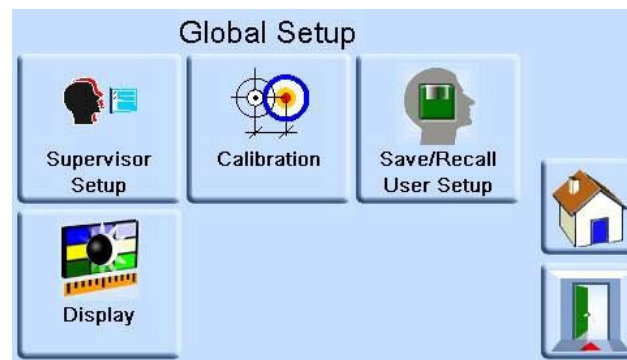 Global Setup
Supervisor
Setup
Calibration
Save/Recall
User Setup
Display